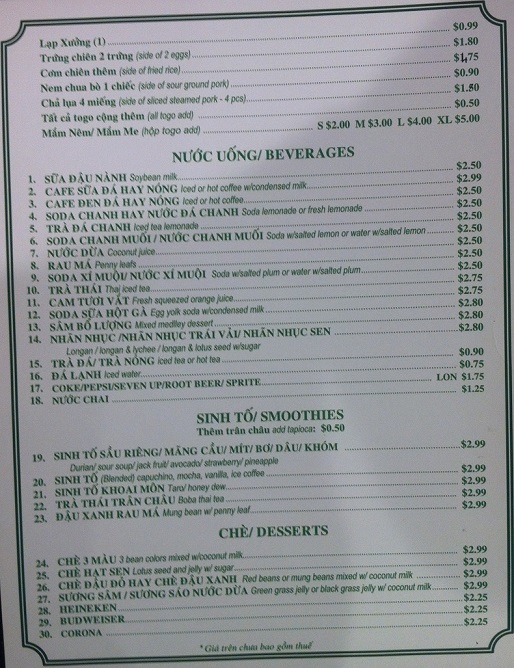 Lạp Xưởng (1) $0.99
Trứng chiên 2 trứng (side of 2 eggs) $1.80
Cơm chiên thêm (side of fried rice) $1.75
Nem chua bò 1 chiếc (side of sour ground pork) $0.90
Chả lụa 4 miếng (side of sliced steamed pork - 4 pcs) $1.50
Tất cả togo cộng thêm (all togo add) $0.50
Mắm Nêm/ Mắm Me (hộp togo add) S $2.00 M $3.00 L $4.00 XL $5.00
NƯỚC UỐNG/ BEVERAGES
1. SỮA ĐẬU NÀNH Soybean milk $2.50
2. CAFE SỮA ĐÁ HAY NÓNG Iced or hot coffee w/condensed milk $2.99
3. CAFE ĐEN ĐÁ HAY NÓNG Iced or hot coffee $2.50
4. SODA CHANH HAY NƯỚC ĐÁ CHANH Soda lemonade or fresh lemonade $2.50
5. TRÀ ĐÁ CHANH Iced tea lemonade $2.50
6. SODA CHANH MUỐI / NƯỚC CHANH MUỐI Soda w/salted lemon or water w/salted lemon $2.50
7. NƯỚC DỪA Coconut juice $2.50
8. RAU MÁ Penny leafs $2.50
9. SODA XÍ MUỘI/ NƯỚC XÍ MUỘI Soda w/salted plum or water w/salted plum $2.50
10. TRÀ THÁI Thai iced tea $2.75
11. CAM TƯƠI VẮT Fresh squeezed orange juice $2.75
12. SODA SỮA HỘT GÀ Egg yolk soda w/condensed milk $2.80
13. SÂM BỔ LƯỢNG Mixed medley dessert $2.80
14. NHÃN NHỤC /NHÃN NHỤC TRÁI VẢI/ NHÃN NHỤC SEN $2.80
Longan / longan & lychee / longan & lotus seed w/sugar
15. TRÀ ĐÁ/ TRÀ NÓNG iced tea or hot tea $0.90
16. ĐÁ LẠNH Iced water $0.75
17. COKE/PEPSI/SEVEN UP/ROOT BEER/ SPRITE LON $1.75
18. NƯỚC CHAI $1.25
SINH TỐ/ SMOOTHIES
Thêm trân châu add tapioca: $0.50
19. SINH TỐ SẦU RIÊNG/ MÃNG CẦU/ MÍT/ BƠ/ DÂU/ KHÓM $2.99
Durian/ sour soup/ jack fruit/ avocado/ strawberry/ pineapple
20. SINH TỐ (Blended) capuchino, mocha, vanilla, ice coffee $2.99
21. SINH TỐ KHOAI MÔN Taro/ honey dew $2.99
22. TRÀ THÁI TRÂN CHÂU Boba thai tea $2.99
23. ĐẬU XANH RAU MÁ Mung bean w/ penny leaf $2.99
CHÈ/ DESSERTS
24. CHÈ 3 MÀU 3 bean colors mixed w/coconut milk $2.99
25. CHÈ HẠT SEN Lotus seed and jelly w/ sugar $2.99
26. CHÈ ĐẬU ĐỎ HAY CHÈ ĐẬU XANH Red beans or mung beans mixed w/ coconut milk $2.99
27. SƯƠNG SÂM / SƯƠNG SÁO NƯỚC DỪA Green grass jelly or black grass jelly w/ coconut milk $2.99
28. HEINEKEN $2.25
29. BUDWEISER $2.25
30. CORONA $2.25
*Giá trên chưa bao gồm thuế